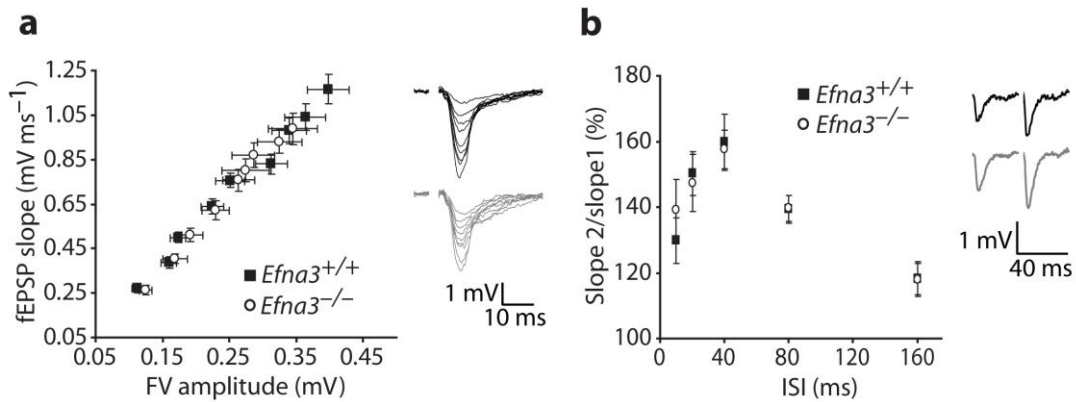 a
fEPSP slope (mV ms⁻¹)
1.25
1.05
0.85
0.65
0.45
0.25
0.05
0.05
0.15
0.25
0.35
0.45
FV amplitude (mV)
Efna3+/+
Efna3−/−
1 mV
10 ms
b
Slope 2/slope1 (%)
180
160
140
120
100
0
40
80
120
160
ISI (ms)
Efna3+/+
Efna3−/−
1 mV
40 ms